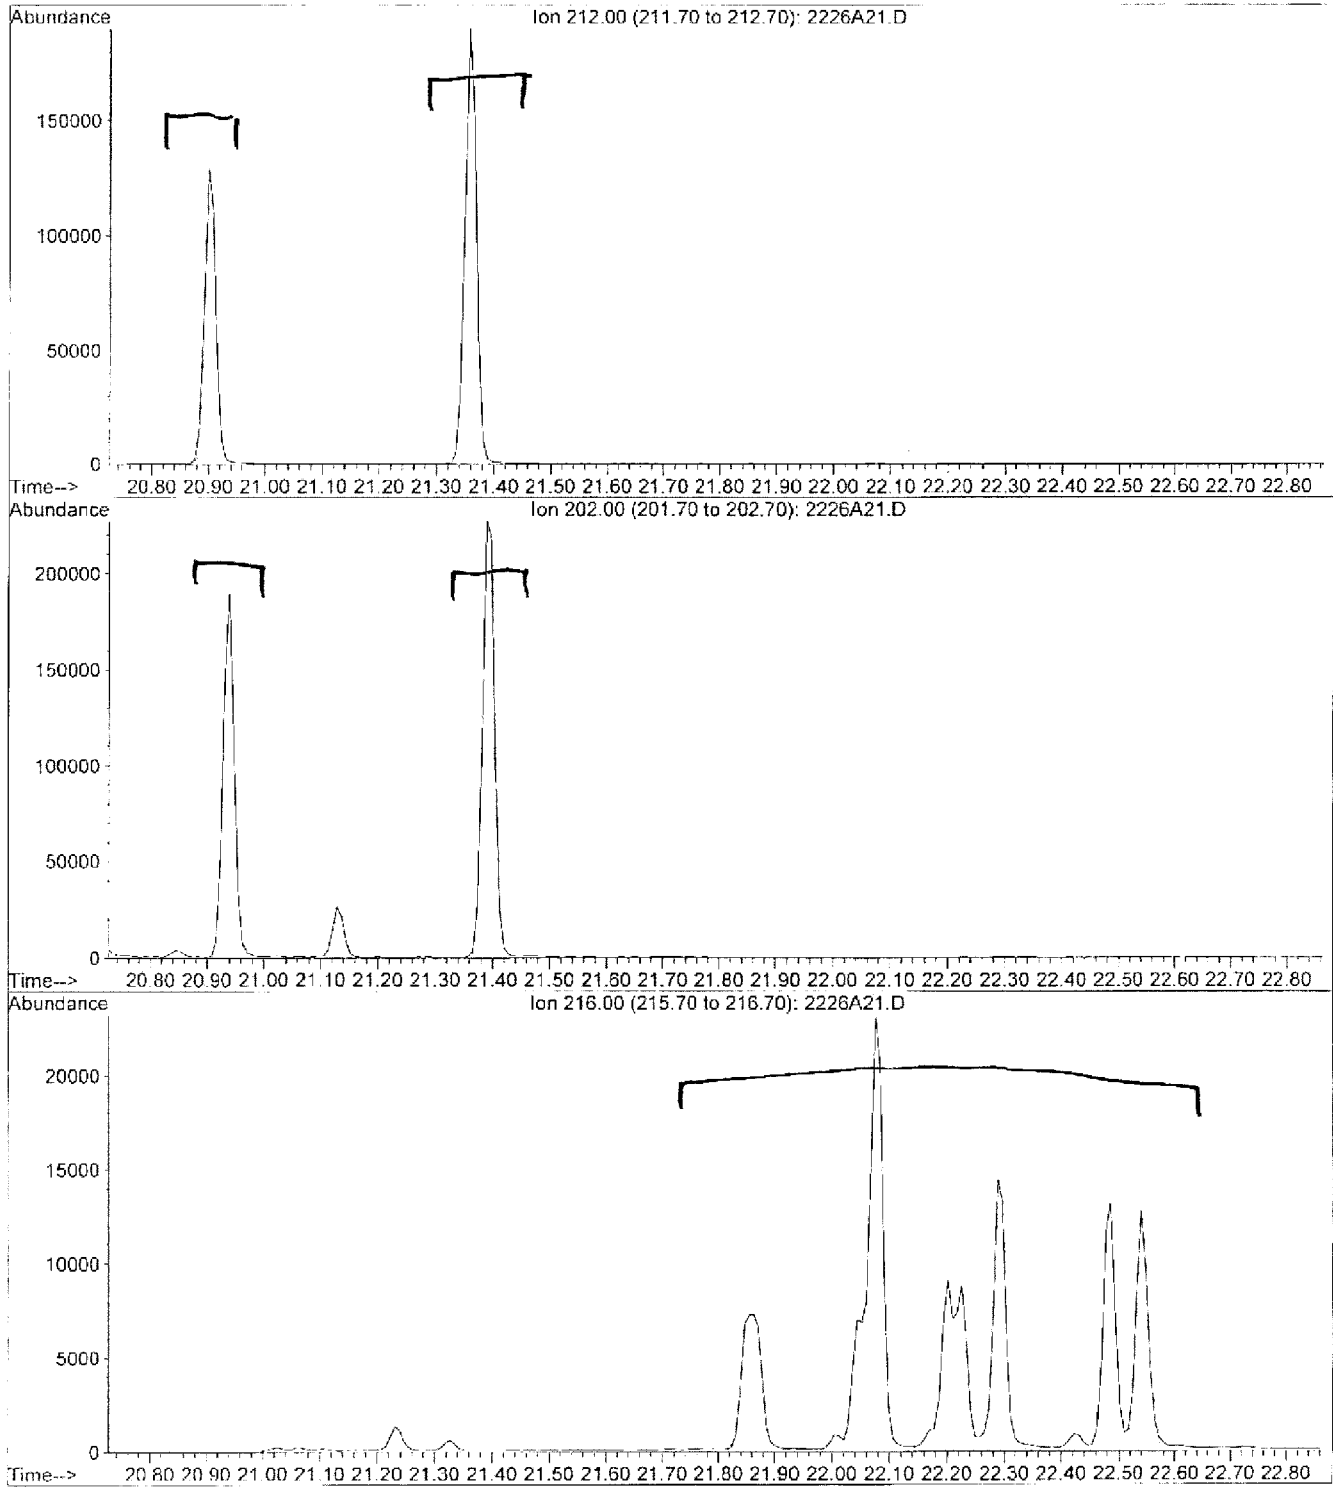 Abundance
Ion 212.00 (211.70 to 212.70): 2226A21.D
150000
100000
50000
0
Time--> 20.80 20.90 21.00 21.10 21.20 21.30 21.40 21.50 21.60 21.70 21.80 21.90 22.00 22.10 22.20 22.30 22.40 22.50 22.60 22.70 22.80
Abundance
Ion 202.00 (201.70 to 202.70): 2226A21.D
200000
150000
100000
50000
0
Time--> 20.80 20.90 21.00 21.10 21.20 21.30 21.40 21.50 21.60 21.70 21.80 21.90 22.00 22.10 22.20 22.30 22.40 22.50 22.60 22.70 22.80
Abundance
Ion 216.00 (215.70 to 216.70): 2226A21.D
20000
15000
10000
5000
0
Time--> 20.80 20.90 21.00 21.10 21.20 21.30 21.40 21.50 21.60 21.70 21.80 21.90 22.00 22.10 22.20 22.30 22.40 22.50 22.60 22.70 22.80